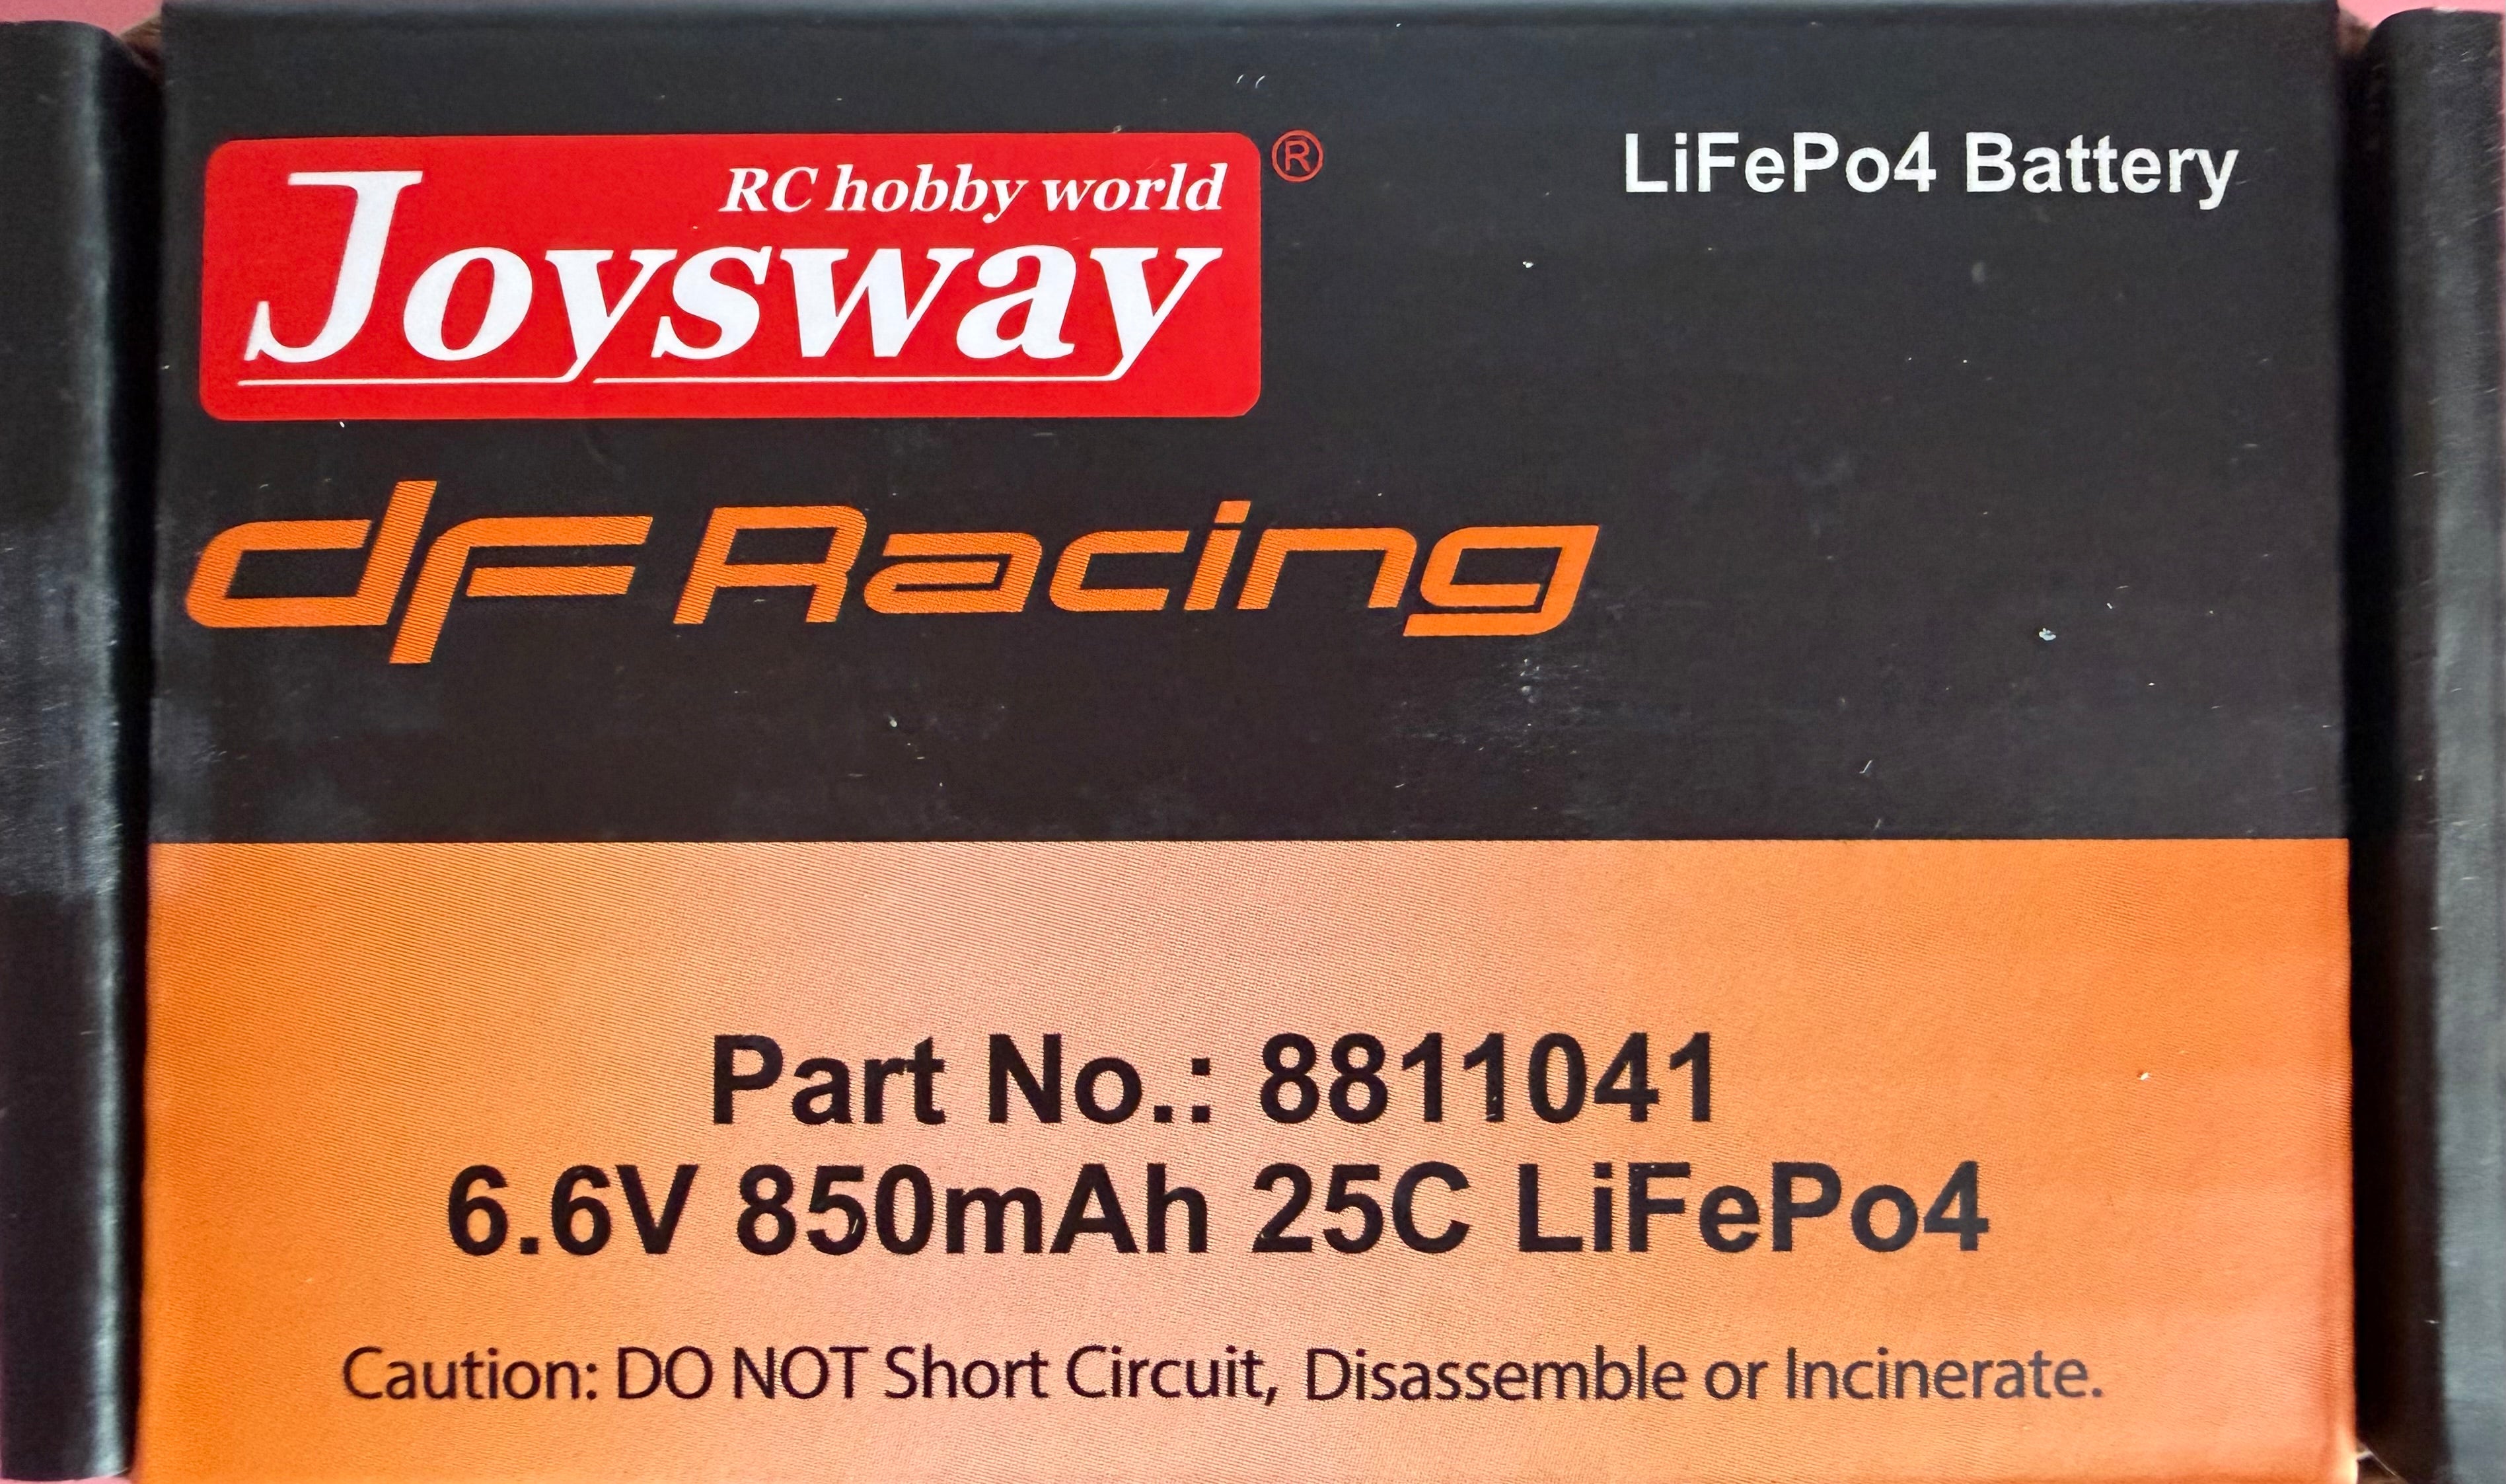 RC hobby world
Joysway®
LiFePo4 Battery
df Racing
Part No.: 8811041
6.6V 850mAh 25C LiFePo4
Caution: DO NOT Short Circuit, Disassemble or Incinerate.